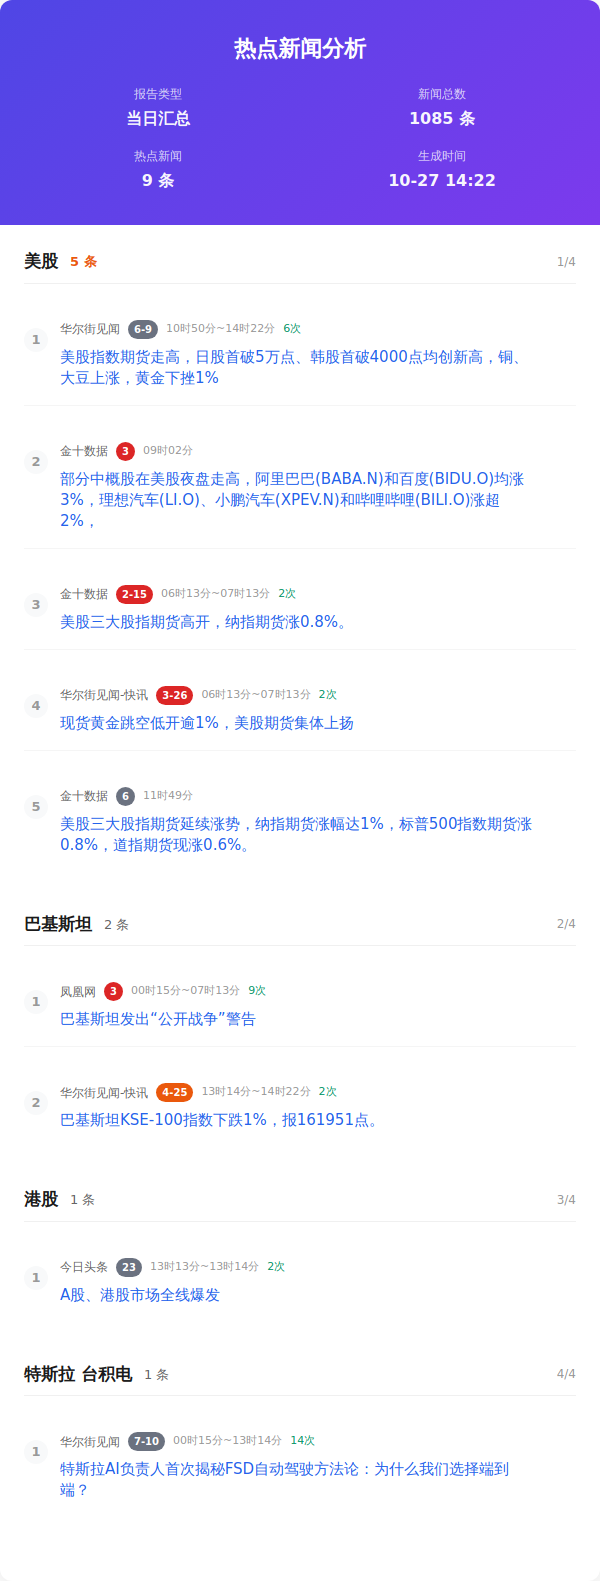 热点新闻分析
报告类型
新闻总数
当日汇总
1085 条
热点新闻
生成时间
9 条
10-27 14:22
美股 5 条 1/4
1
华尔街见闻 6-9 10时50分~14时22分 6次
美股指数期货走高，日股首破5万点、韩股首破4000点均创新高，铜、
大豆上涨，黄金下挫1%
2
金十数据 3 09时02分
部分中概股在美股夜盘走高，阿里巴巴(BABA.N)和百度(BIDU.O)均涨
3%，理想汽车(LI.O)、小鹏汽车(XPEV.N)和哔哩哔哩(BILI.O)涨超
2%，
3
金十数据 2-15 06时13分~07时13分 2次
美股三大股指期货高开，纳指期货涨0.8%。
4
华尔街见闻-快讯 3-26 06时13分~07时13分 2次
现货黄金跳空低开逾1%，美股期货集体上扬
5
金十数据 6 11时49分
美股三大股指期货延续涨势，纳指期货涨幅达1%，标普500指数期货涨
0.8%，道指期货现涨0.6%。
巴基斯坦 2 条 2/4
1
凤凰网 3 00时15分~07时13分 9次
巴基斯坦发出“公开战争”警告
2
华尔街见闻-快讯 4-25 13时14分~14时22分 2次
巴基斯坦KSE-100指数下跌1%，报161951点。
港股 1 条 3/4
1
今日头条 23 13时13分~13时14分 2次
A股、港股市场全线爆发
特斯拉 台积电 1 条 4/4
1
华尔街见闻 7-10 00时15分~13时14分 14次
特斯拉AI负责人首次揭秘FSD自动驾驶方法论：为什么我们选择端到
端？